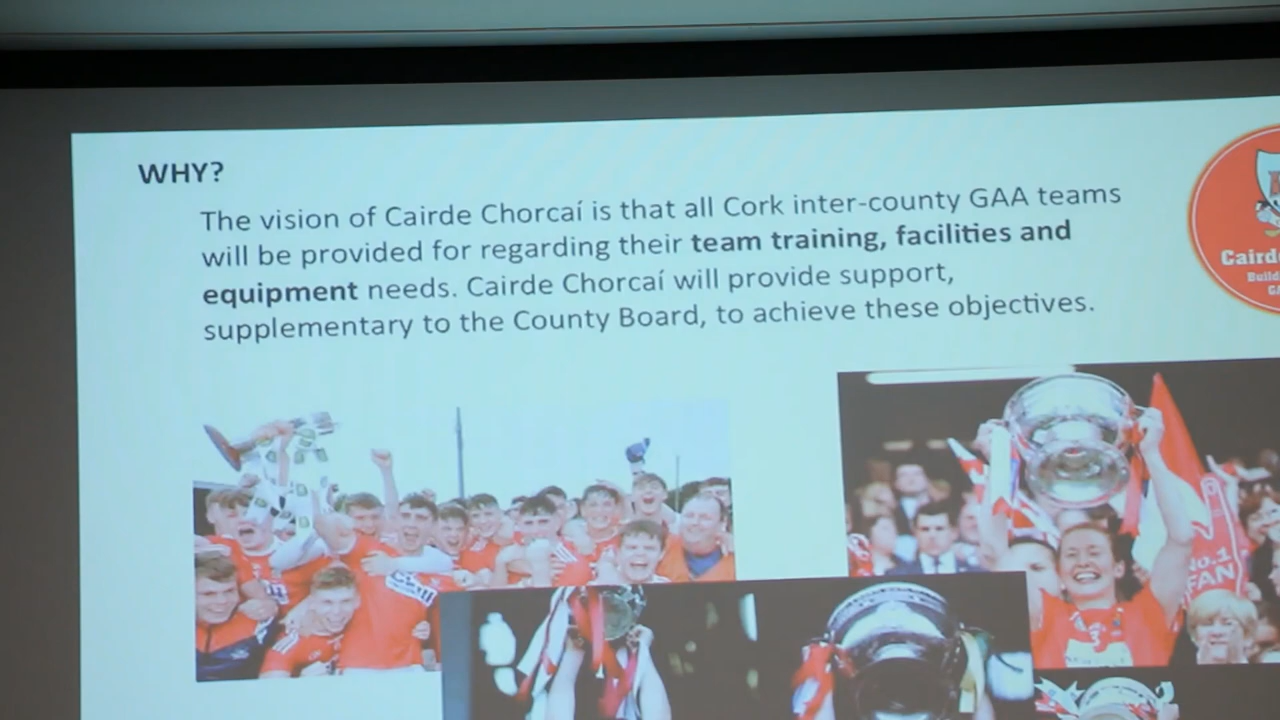 WHY?
The vision of Cairde Chorcaí is that all Cork inter-county GAA teams
will be provided for regarding their team training, facilities and
equipment needs. Cairde Chorcaí will provide support,
supplementary to the County Board, to achieve these objectives.
NO.1
FAN